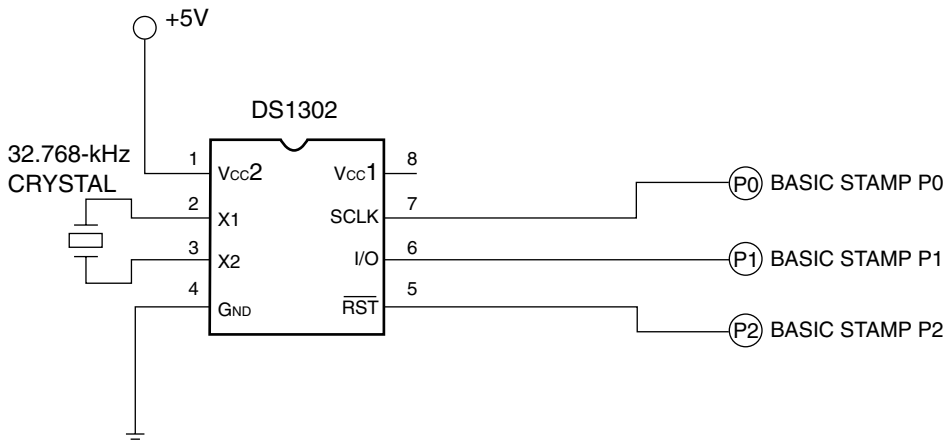 +5V
DS1302
32.768-kHz
CRYSTAL
1
VCC2
VCC1
8
2
X1
SCLK
7
3
X2
I/O
6
4
GND
RST
5
P0 BASIC STAMP P0
P1 BASIC STAMP P1
P2 BASIC STAMP P2